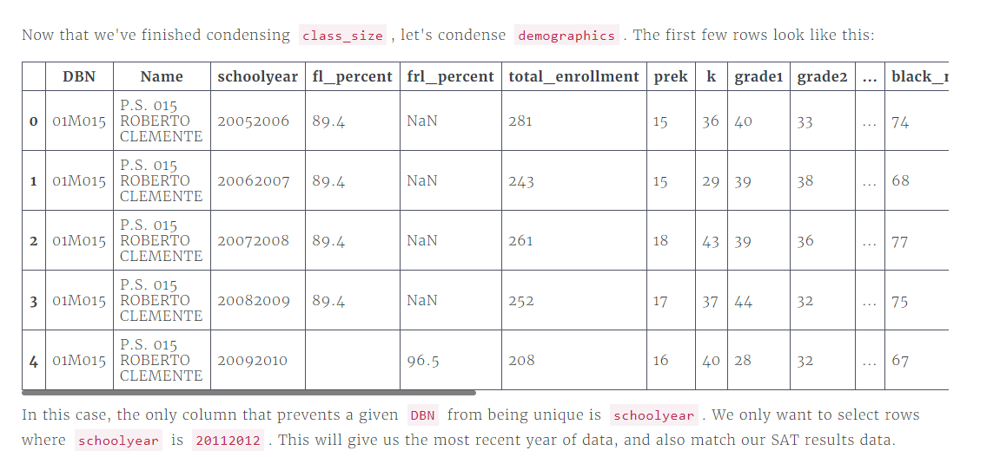 Now that we've finished condensing class_size , let's condense demographics . The first few rows look like this:
DBN Name schoolyear fl_percent frl_percent total_enrollment prek k grade1 grade2 ... black_
0 01M015 P.S. 015 ROBERTO CLEMENTE 20052006 89.4 NaN 281 15 36 40 33 ... 74
1 01M015 P.S. 015 ROBERTO CLEMENTE 20062007 89.4 NaN 243 15 29 39 38 ... 68
2 01M015 P.S. 015 ROBERTO CLEMENTE 20072008 89.4 NaN 261 18 43 39 36 ... 77
3 01M015 P.S. 015 ROBERTO CLEMENTE 20082009 89.4 NaN 252 17 37 44 32 ... 75
4 01M015 P.S. 015 ROBERTO CLEMENTE 20092010 96.5 208 16 40 28 32 ... 67
In this case, the only column that prevents a given DBN from being unique is schoolyear . We only want to select rows
where schoolyear is 20112012 . This will give us the most recent year of data, and also match our SAT results data.